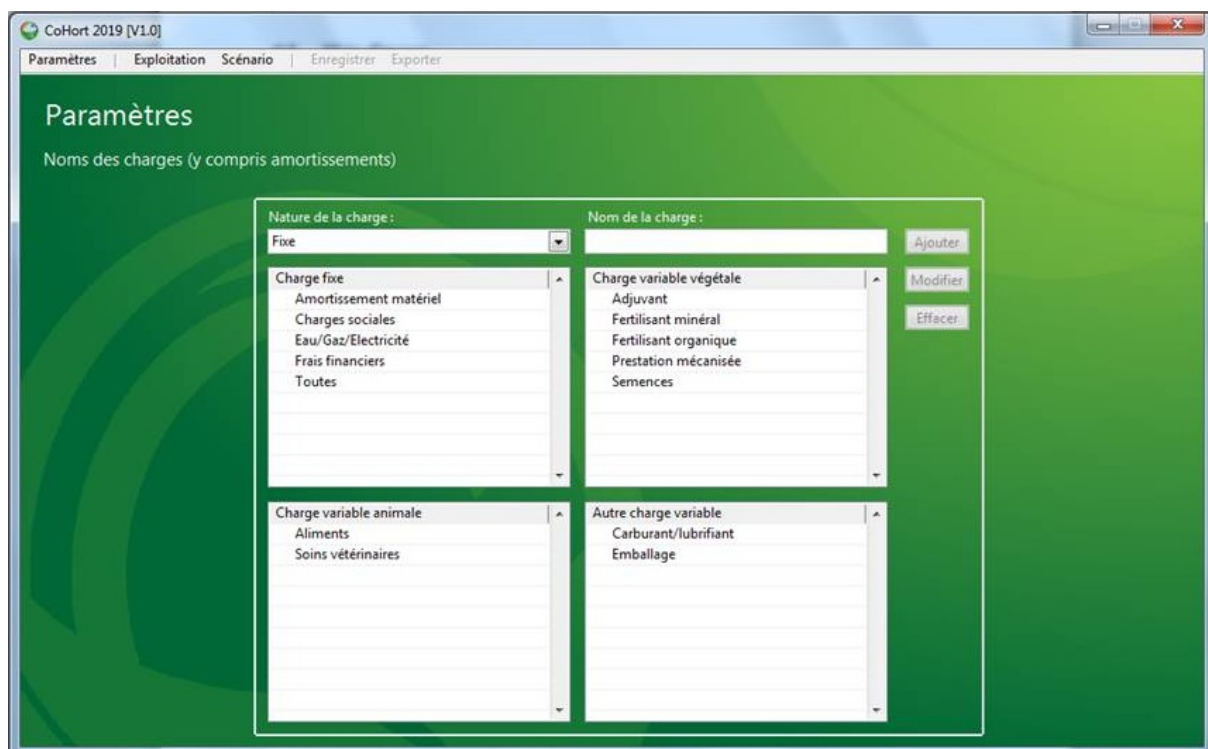 CoHort 2019 [V1.0]
Paramètres | Exploitation Scénario | Enregistrer Exporter
Paramètres
Noms des charges (y compris amortissements)
Nature de la charge :
Nom de la charge :
Fixe
Ajouter
Modifier
Effacer
Charge fixe
Amortissement matériel
Charges sociales
Eau/Gaz/Electricité
Frais financiers
Toutes
Charge variable végétale
Adjuvant
Fertilisant minéral
Fertilisant organique
Prestation mécanisée
Semences
Charge variable animale
Aliments
Soins vétérinaires
Autre charge variable
Carburant/lubrifiant
Emballage